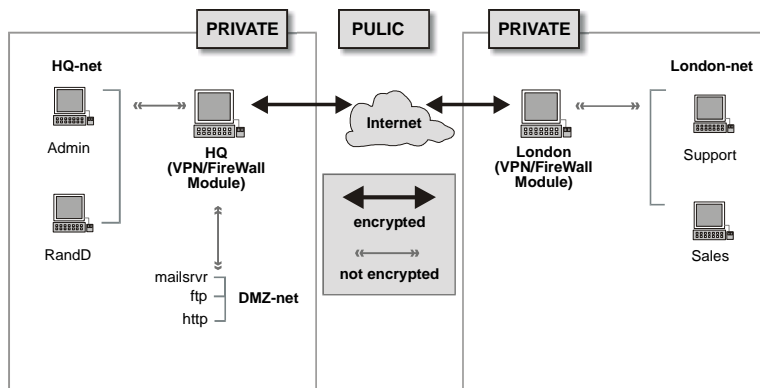 PRIVATE
PULIC
PRIVATE
HQ-net
London-net
Admin
HQ
(VPN/FireWall
Module)
Internet
London
(VPN/FireWall
Module)
Support
RandD
encrypted
not encrypted
Sales
mailsrvr
ftp
http
DMZ-net